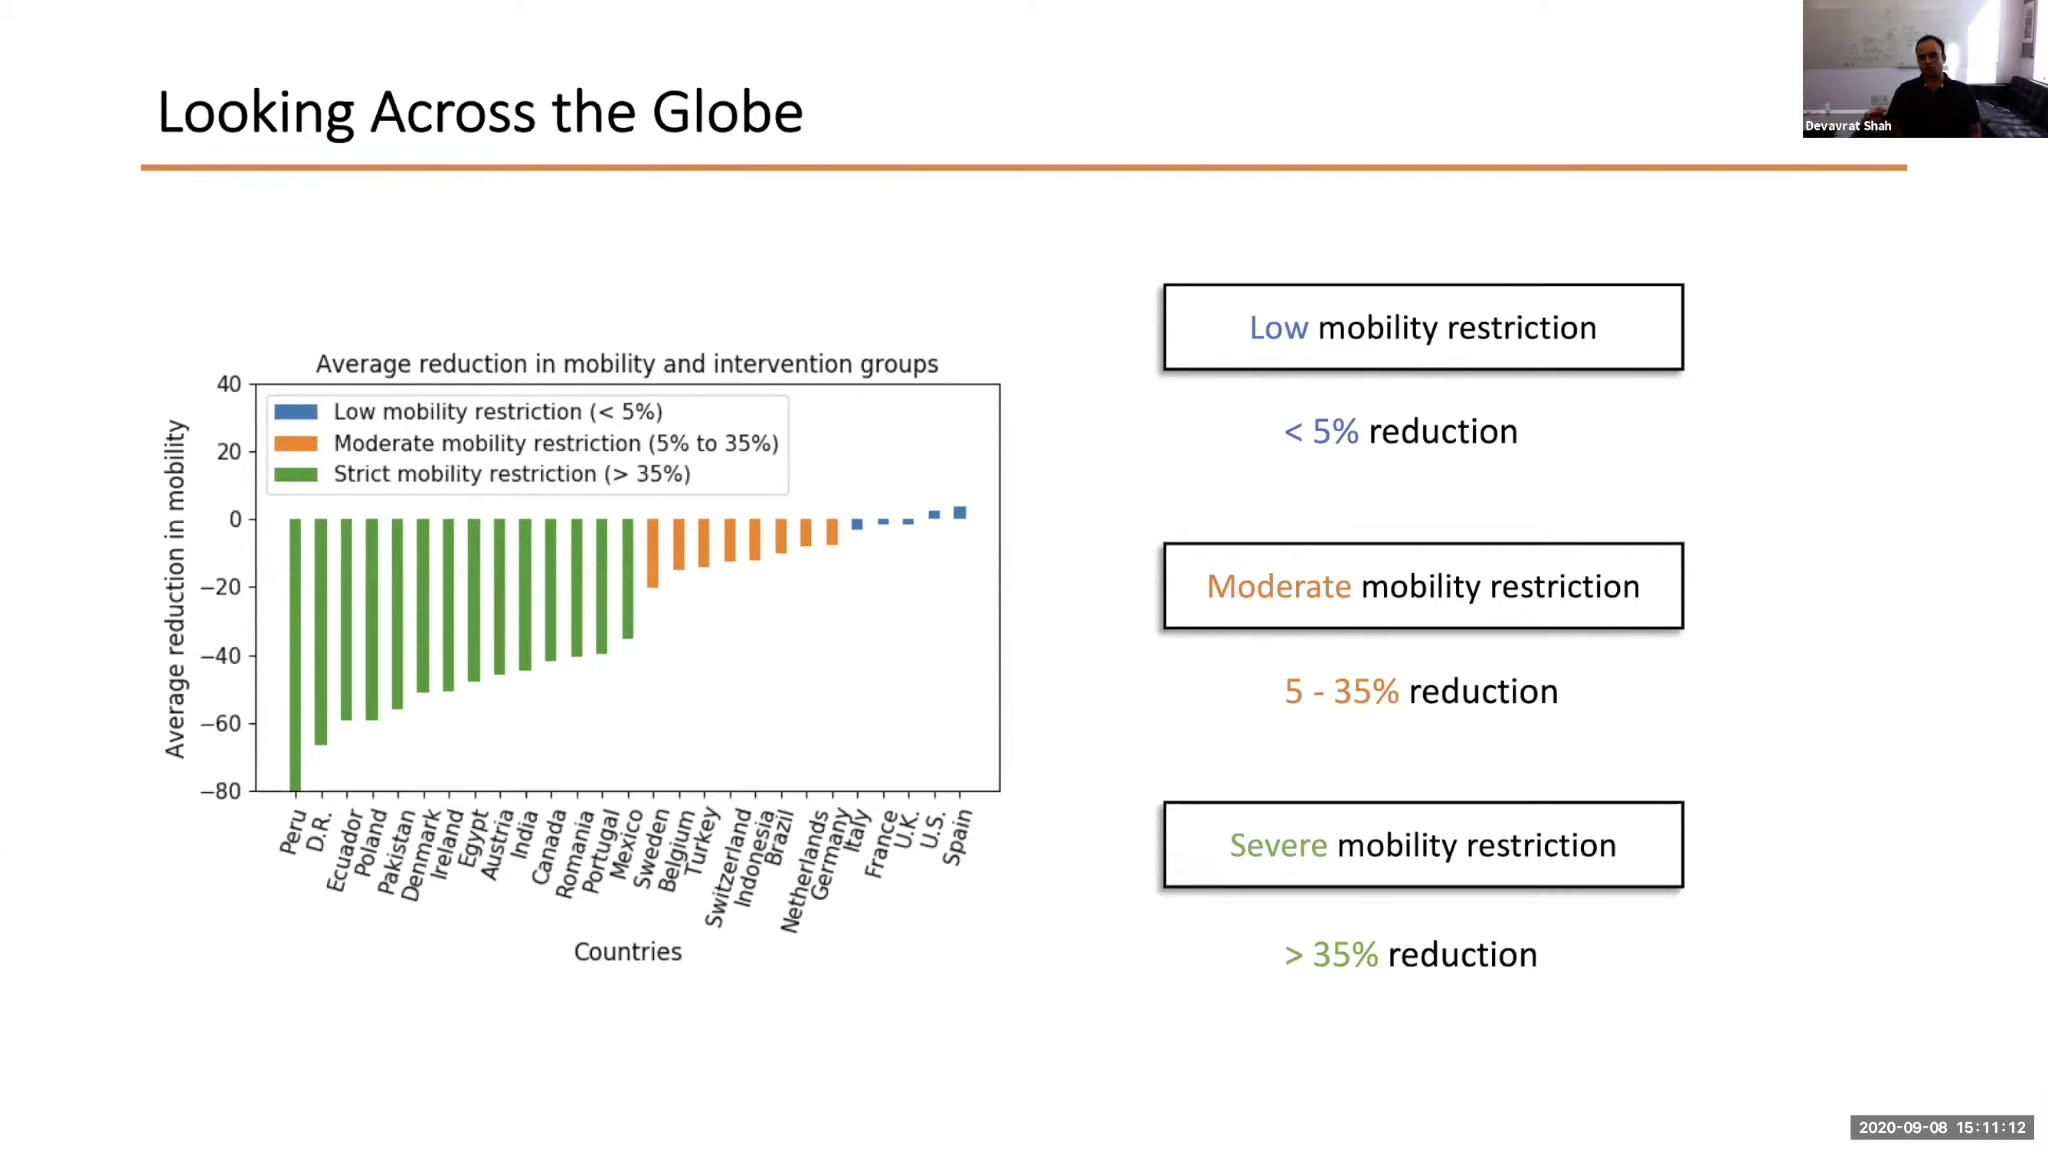 Looking Across the Globe
Devavrat Shah
Average reduction in mobility and intervention groups
Low mobility restriction (< 5%)
Moderate mobility restriction (5% to 35%)
Strict mobility restriction (> 35%)
Average reduction in mobility
40
20
0
−20
−40
−60
−80
Peru
D.R.
Ecuador
Poland
Pakistan
Denmark
Ireland
Egypt
Austria
India
Canada
Romania
Portugal
Mexico
Sweden
Belgium
Turkey
Switzerland
Indonesia
Brazil
Netherlands
Germany
Italy
France
U.K.
U.S.
Spain
Countries
Low mobility restriction
< 5% reduction
Moderate mobility restriction
5 - 35% reduction
Severe mobility restriction
> 35% reduction
2020-09-08 15:11:12